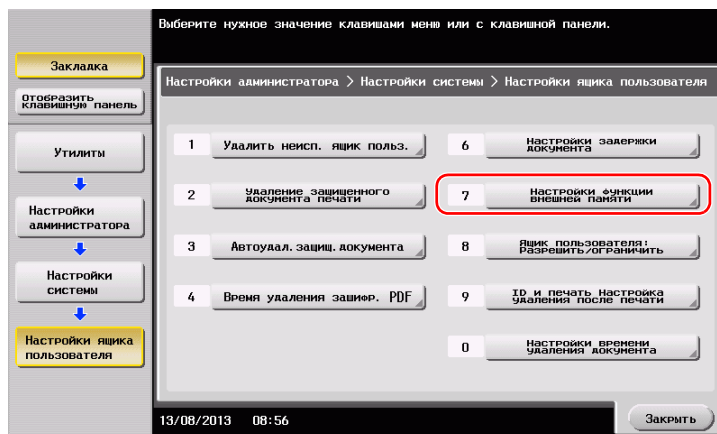 Выберите нужное значение клавишами меню или с клавишной панели.
Закладка
Отобразить
клавишную панель
Настройки администратора > Настройки системы > Настройки ящика пользователя
Утилиты
Настройки
администратора
Настройки
системы
Настройки ящика
пользователя
1 Удалить неисп. ящик польз.
2 Удаление защищенного
документа печати
3 Автоудал. защищ. документа
4 Время удаления зашифр. PDF
6 Настройки задержки
документа
7 Настройки функции
внешней памяти
8 Ящик пользователя:
Разрешить/ограничить
9 ID и печать Настройка
удаления после печати
0 Настройки времени
удаления документа
13/08/2013 08:56
Закрыть